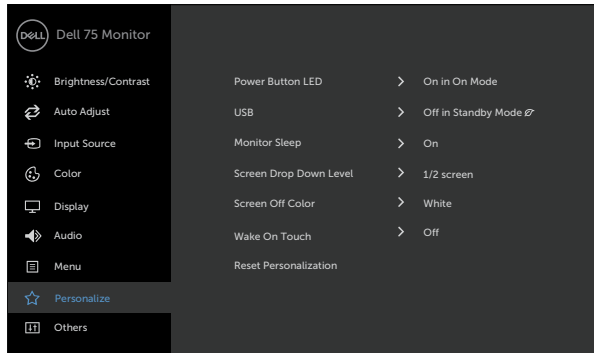 DELL Dell 75 Monitor
Brightness/Contrast
Auto Adjust
Input Source
Color
Display
Audio
Menu
Personalize
Others
Power Button LED > On in On Mode
USB > Off in Standby Mode
Monitor Sleep > On
Screen Drop Down Level > 1/2 screen
Screen Off Color > White
Wake On Touch > Off
Reset Personalization